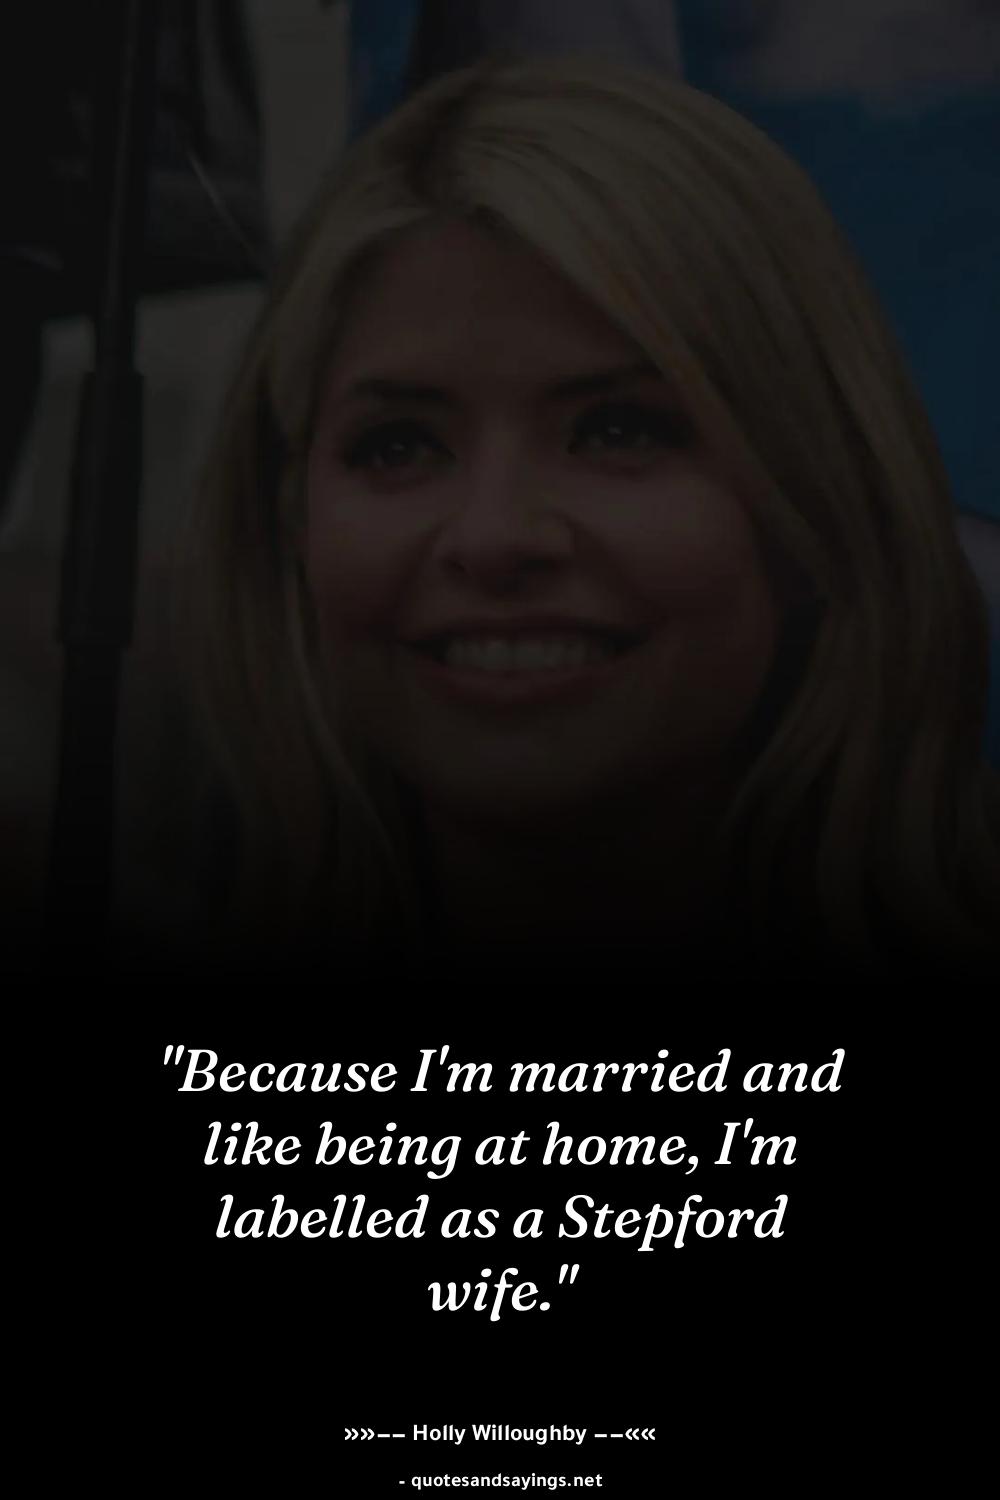 "Because I'm married and
like being at home, I'm
labelled as a Stepford
wife."
»»–– Holly Willoughby ––««
- quotesandsayings.net